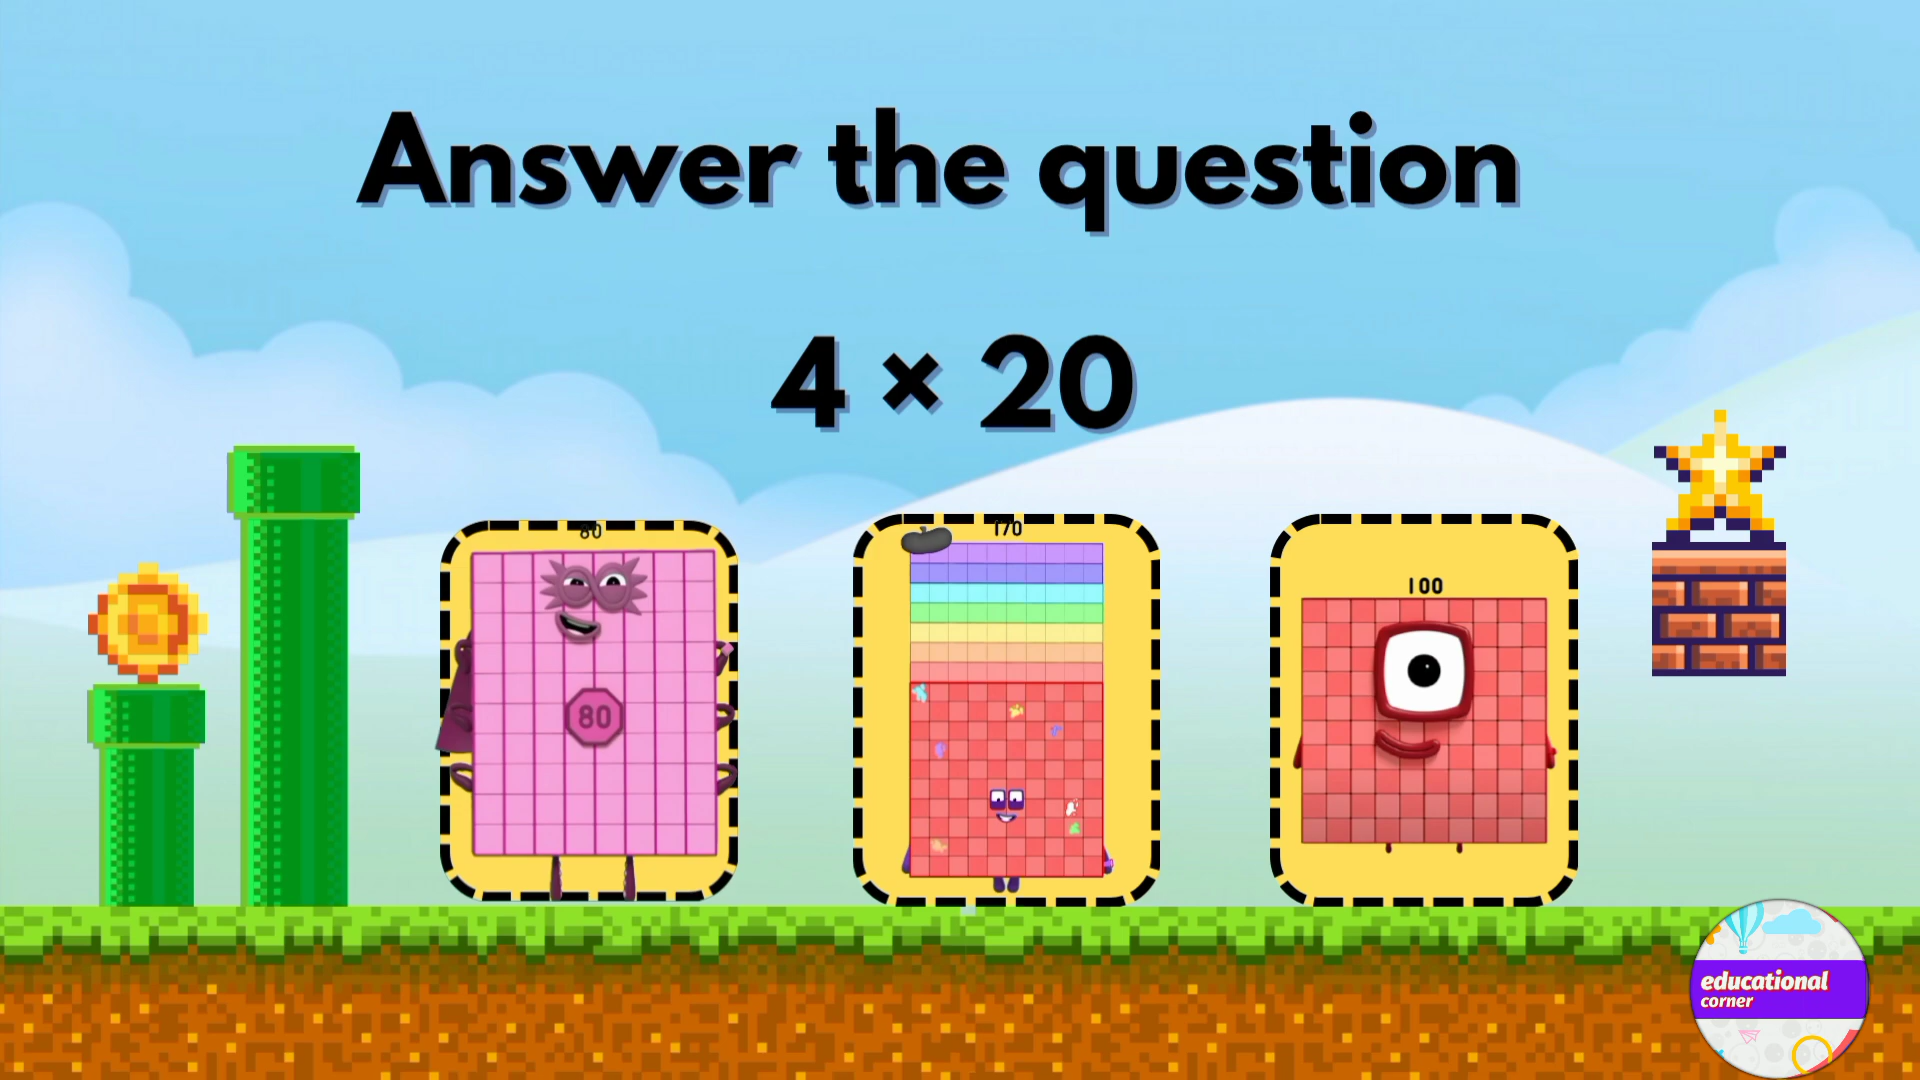 Answer the question
4 × 20
80
170
100
80
educational
corner